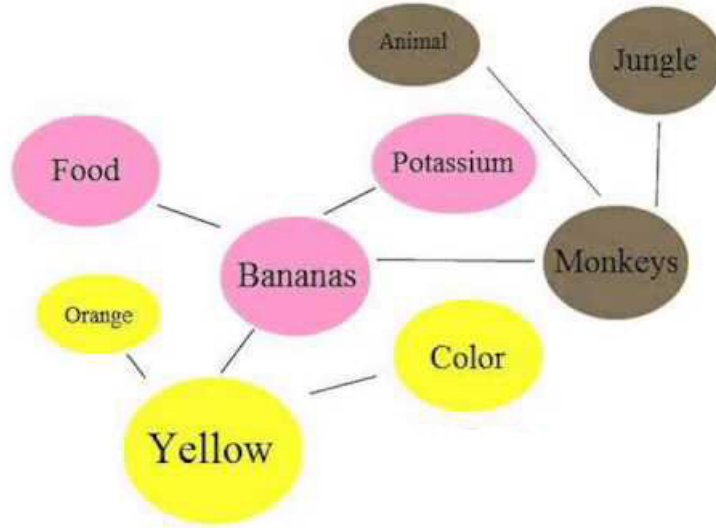 Animal
Jungle
Food
Potassium
Bananas
Monkeys
Orange
Color
Yellow